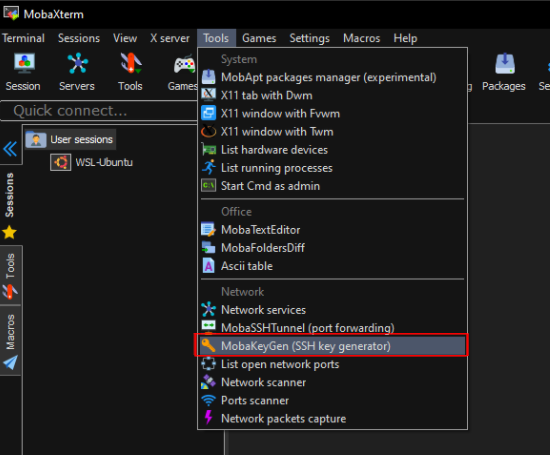 MobaXterm
Terminal Sessions View X server Tools Games Settings Macros Help
Session Servers Tools Games Packages
Quick connect...
User sessions
WSL-Ubuntu
Sessions
Tools
Macros
System
MobApt packages manager (experimental)
X11 tab with Dwm
X11 window with Fvwm
X11 window with Twm
List hardware devices
List running processes
Start Cmd as admin
Office
MobaTextEditor
MobaFoldersDiff
Ascii table
Network
Network services
MobaSSHTunnel (port forwarding)
MobaKeyGen (SSH key generator)
List open network ports
Network scanner
Ports scanner
Network packets capture